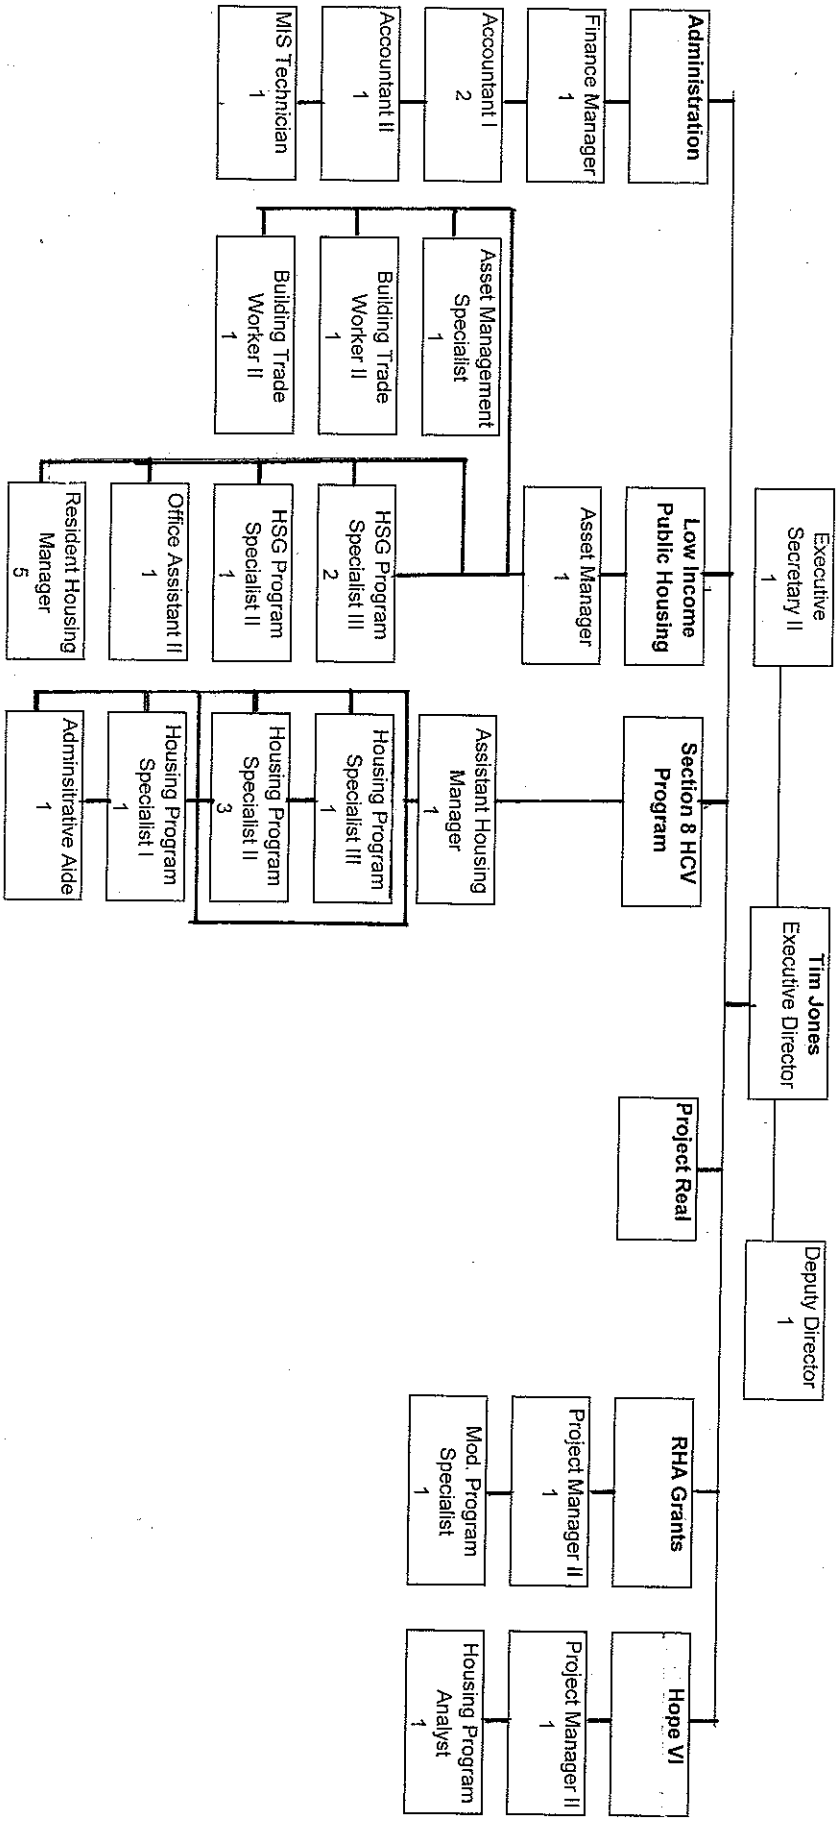 Executive
Secretary II
1
Tim Jones
Executive Director
Deputy Director
1
Administration
Finance Manager
1
Accountant I
2
Accountant II
1
MIS Technician
1
Low Income
Public Housing
1
Asset Manager
1
Asset Management
Specialist
1
Building Trade
Worker II
1
Building Trade
Worker II
1
HSG Program
Specialist III
2
HSG Program
Specialist II
1
Office Assistant II
1
Resident Housing
Manager
5
Section 8 HCV
Program
Assistant Housing
Manager
1
Housing Program
Specialist III
1
Housing Program
Specialist II
3
Housing Program
Specialist I
1
Adminsitrative Aide
1
Project Real
RHA Grants
Project Manager II
1
Mod. Program
Specialist
1
Hope VI
Project Manager II
1
Housing Program
Analyst
1